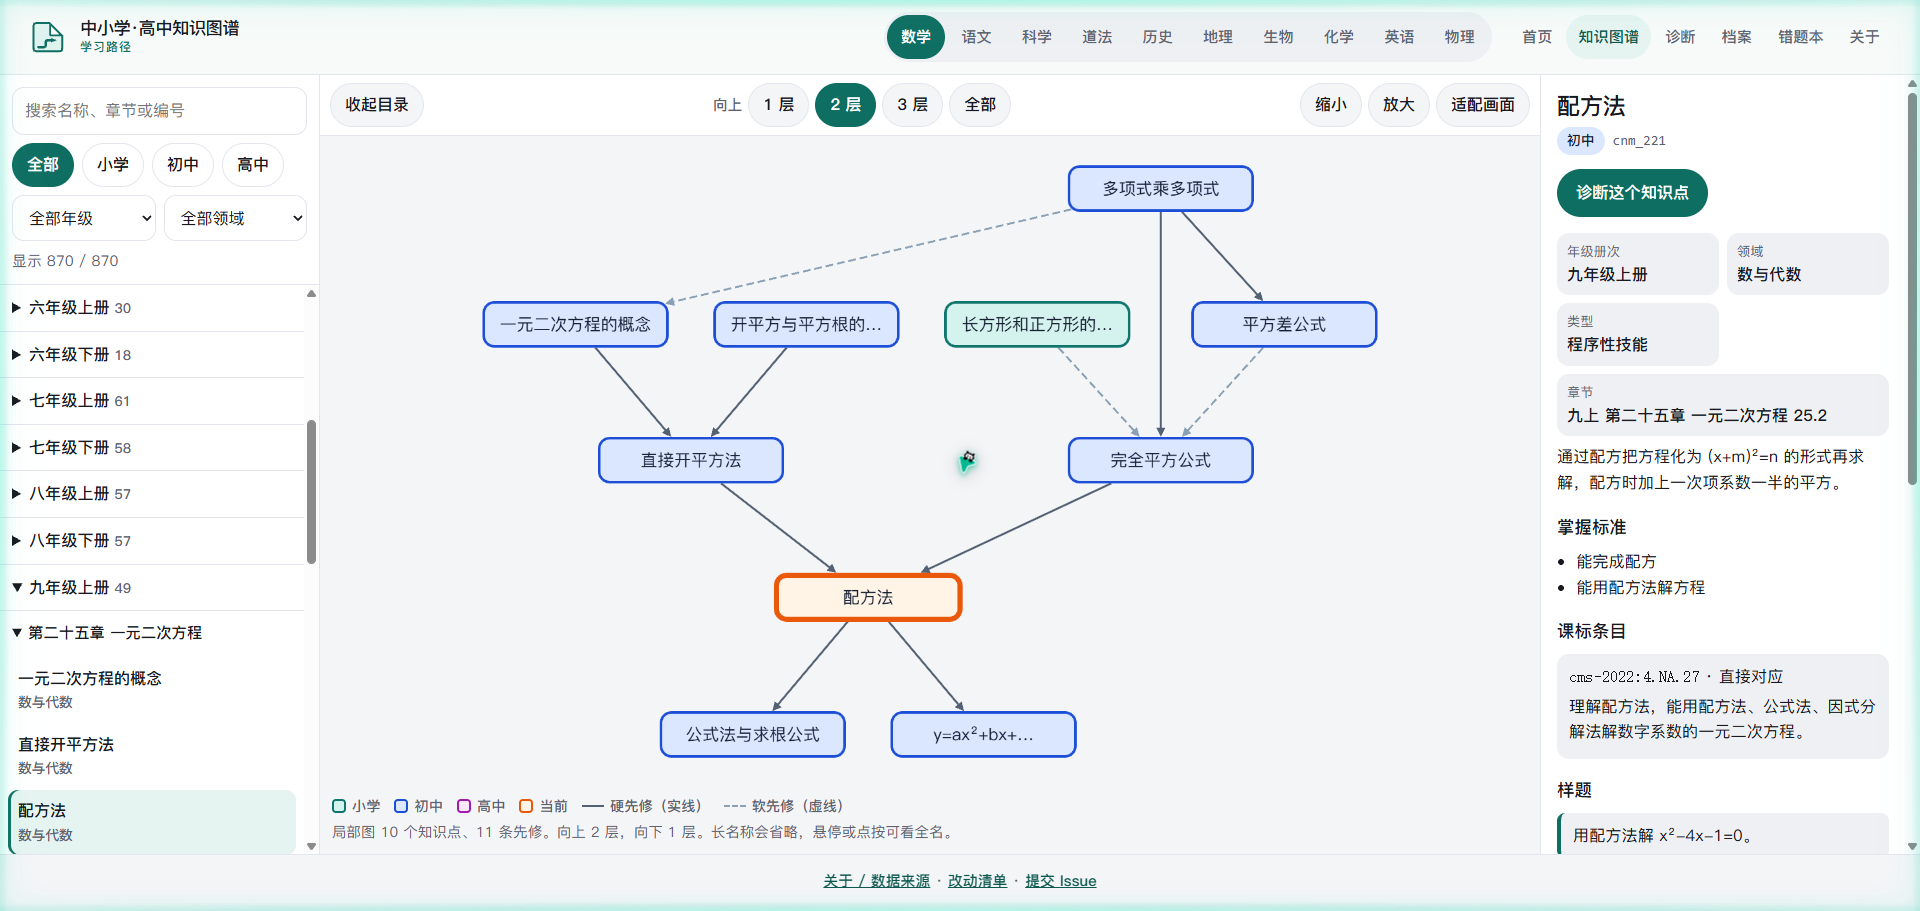 中小学·高中知识图谱
学习路径
数学 语文 科学 道法 历史 地理 生物 化学 英语 物理
首页 知识图谱 诊断 档案 错题本 关于
搜索名称、章节或编号
全部 小学 初中 高中
全部年级 全部领域
显示 870 / 870
六年级上册 30
六年级下册 18
七年级上册 61
七年级下册 58
八年级上册 57
八年级下册 57
九年级上册 49
第二十五章 一元二次方程
一元二次方程的概念
数与代数
直接开平方法
数与代数
配方法
数与代数
收起目录
向上 1 层 2 层 3 层 全部
缩小 放大 适配画面
多项式乘多项式
一元二次方程的概念 开平方与平方根的… 长方形和正方形的… 平方差公式
直接开平方法 完全平方公式
配方法
公式法与求根公式 y=ax²+bx+…
小学 初中 高中 当前 硬先修（实线） 软先修（虚线）
局部图 10 个知识点、11 条先修。向上 2 层，向下 1 层。长名称会省略，悬停或点按可看全名。
配方法
初中 cnm_221
诊断这个知识点
年级册次
九年级上册
领域
数与代数
类型
程序性技能
章节
九上 第二十五章 一元二次方程 25.2
通过配方把方程化为 (x+m)²=n 的形式再求
解，配方时加上一次项系数一半的平方。
掌握标准
• 能完成配方
• 能用配方法解方程
课标条目
cms-2022:4.NA.27 · 直接对应
理解配方法，能用配方法、公式法、因式分
解法解数字系数的一元二次方程。
样题
用配方法解 x²−4x−1=0。
关于 / 数据来源 · 改动清单 · 提交 Issue